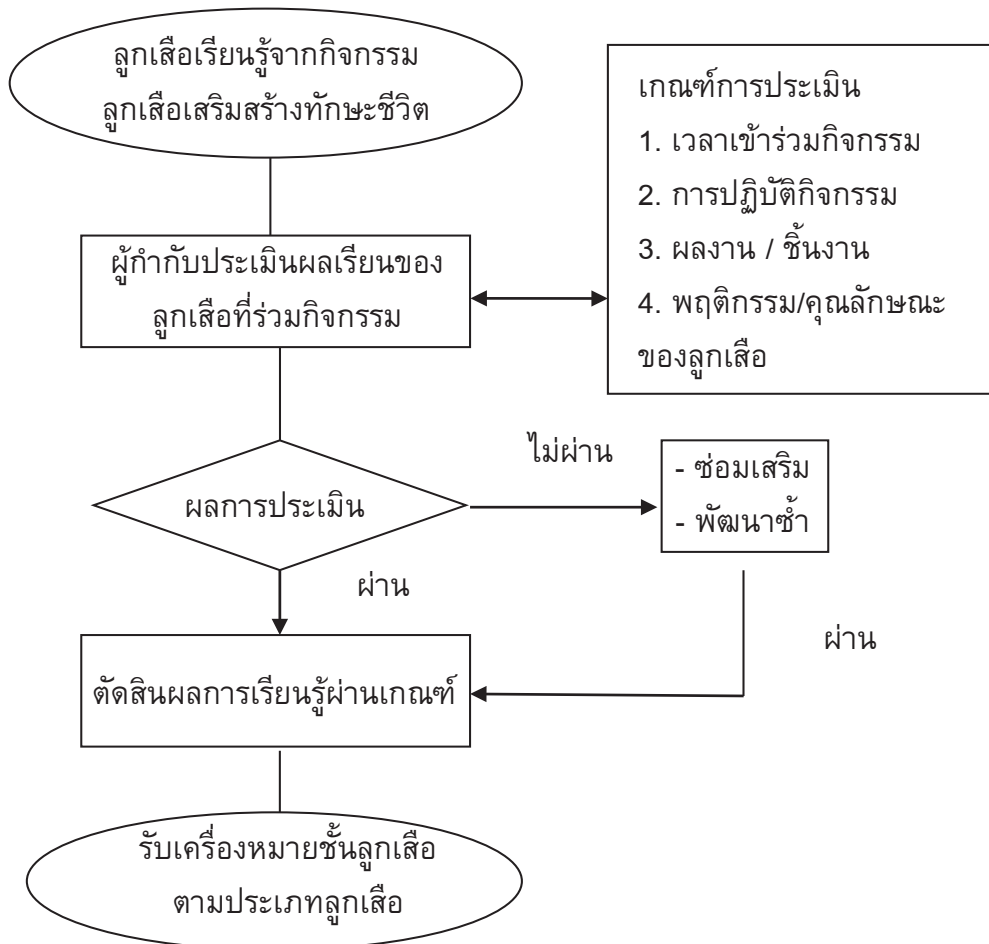 ลูกเสือเรียนรู้จากกิจกรรม
ลูกเสือเสริมสร้างทักษะชีวิต
เกณฑ์การประเมิน
1. เวลาเข้าร่วมกิจกรรม
2. การปฏิบัติกิจกรรม
3. ผลงาน / ชิ้นงาน
4. พฤติกรรม/คุณลักษณะ
ของลูกเสือ
ผู้กำกับประเมินผลเรียนของ
ลูกเสือที่ร่วมกิจกรรม
ไม่ผ่าน
- ซ่อมเสริม
- พัฒนาซ้ำ
ผลการประเมิน
ผ่าน
ผ่าน
ตัดสินผลการเรียนรู้ผ่านเกณฑ์
รับเครื่องหมายชั้นลูกเสือ
ตามประเภทลูกเสือ